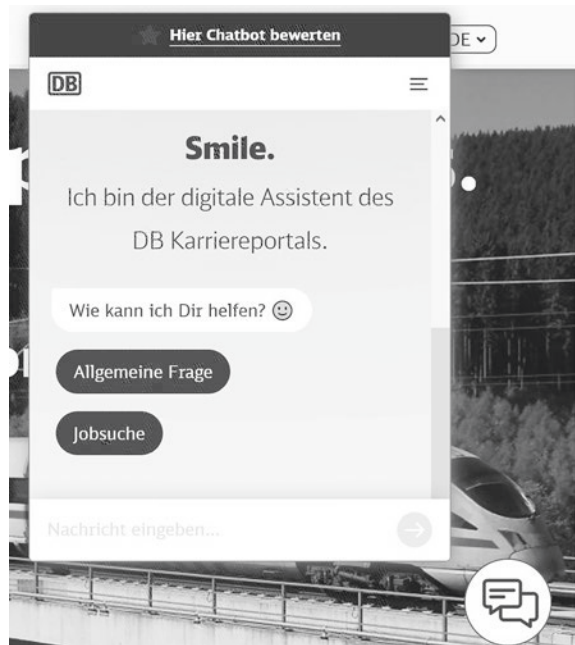 Hier Chatbot bewerten
DE
DB
Smile.
Ich bin der digitale Assistent des
DB Karriereportals.
Wie kann ich Dir helfen?
Allgemeine Frage
Jobsuche
Nachricht eingeben...